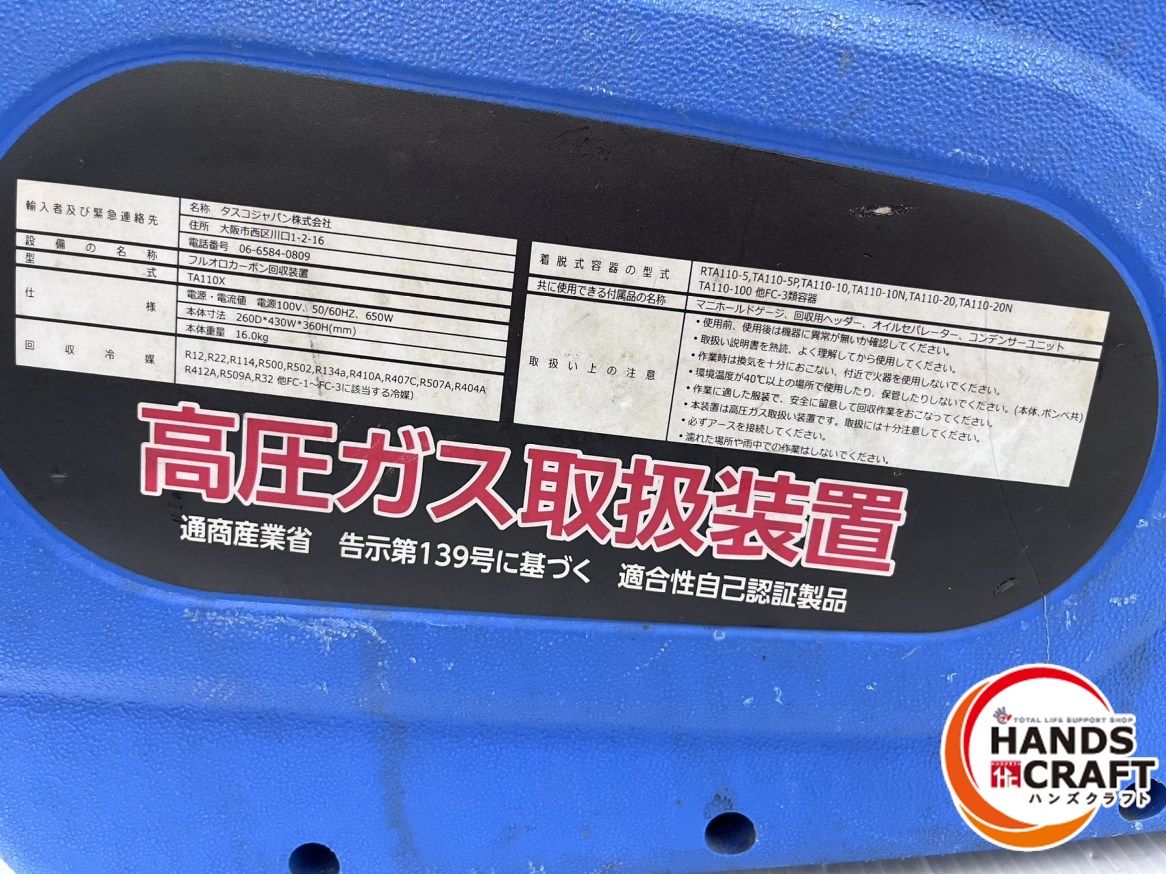 輸入者及び緊急連絡先
名称 タスコジャパン株式会社
住所 大阪市西区川口1-2-16
電話番号 06-6584-0809
設備の名称
フルオロカーボン回収装置
型式
TA110X
仕様
電源・電流値 電源100V、50/60HZ、650W
本体寸法 260D*430W*360H(mm)
本体重量 16.0kg
回収冷媒
R12,R22,R114,R500,R502,R134a,R410A,R407C,R507A,R404A
R412A,R509A,R32 他FC-1～FC-3に該当する冷媒)
着脱式容器の型式
RTA110-5,TA110-5P,TA110-10,TA110-10N,TA110-20,TA110-20N
TA110-100 他FC-3類容器
共に使用できる付属品の名称
マニホールドゲージ、回収用ヘッダー、オイルセパレーター、コンデンサーユニット
取扱い上の注意
・使用前、使用後は機器に異常が無いか確認してください。
・取扱い説明書を熟読、よく理解してから使用してください。
・作業時は換気を十分におこない、付近で火器を使用しないでください。
・環境温度が40℃以上の場所で使用したり、保管したりしないでください。(本体、ボンベ共)
・作業に適した服装で、安全に留意して回収作業をおこなってください。
・本装置は高圧ガス取扱い装置です。取扱には十分注意してください。
・必ずアースを接続してください。
・濡れた場所や雨中での作業はしないでください。
高圧ガス取扱装置
通商産業省 告示第139号に基づく 適合性自己認証製品
TOTAL LIFE SUPPORT SHOP
HANDS
CRAFT
ハンズクラフト